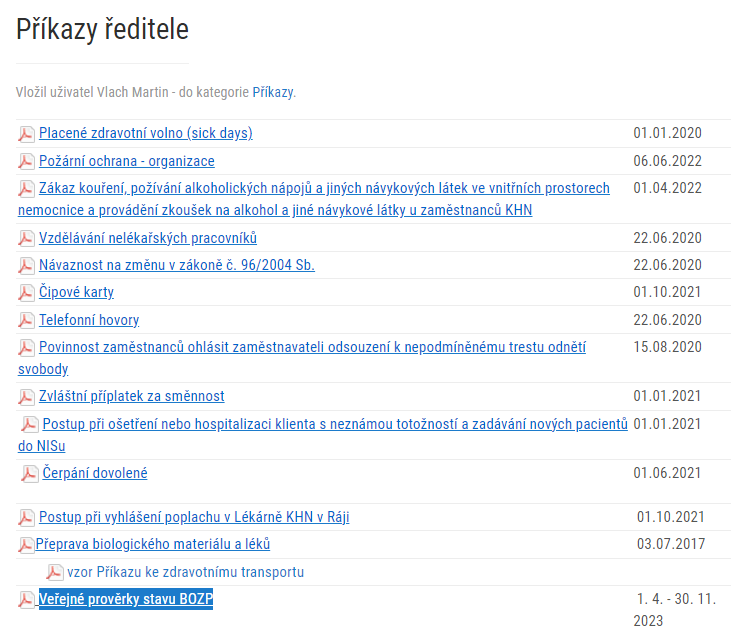 Příkazy ředitele
Vložil uživatel Vlach Martin - do kategorie Příkazy.
Placené zdravotní volno (sick days) 01.01.2020
Požární ochrana - organizace 06.06.2022
Zákaz kouření, požívání alkoholických nápojů a jiných návykových látek ve vnitřních prostorech 01.04.2022
nemocnice a provádění zkoušek na alkohol a jiné návykové látky u zaměstnanců KHN
Vzdělávání nelékařských pracovníků 22.06.2020
Návaznost na změnu v zákoně č. 96/2004 Sb. 22.06.2020
Čipové karty 01.10.2021
Telefonní hovory 22.06.2020
Povinnost zaměstnanců ohlásit zaměstnavateli odsouzení k nepodmíněnému trestu odnětí 15.08.2020
svobody
Zvláštní příplatek za směnnost 01.01.2021
Postup při ošetření nebo hospitalizaci klienta s neznámou totožností a zadávání nových pacientů 01.01.2021
do NISu
Čerpání dovolené 01.06.2021
Postup při vyhlášení poplachu v Lékárně KHN v Ráji 01.10.2021
Přeprava biologického materiálu a léků 03.07.2017
vzor Příkazu ke zdravotnímu transportu
Veřejné prověrky stavu BOZP 1. 4. - 30. 11.
2023